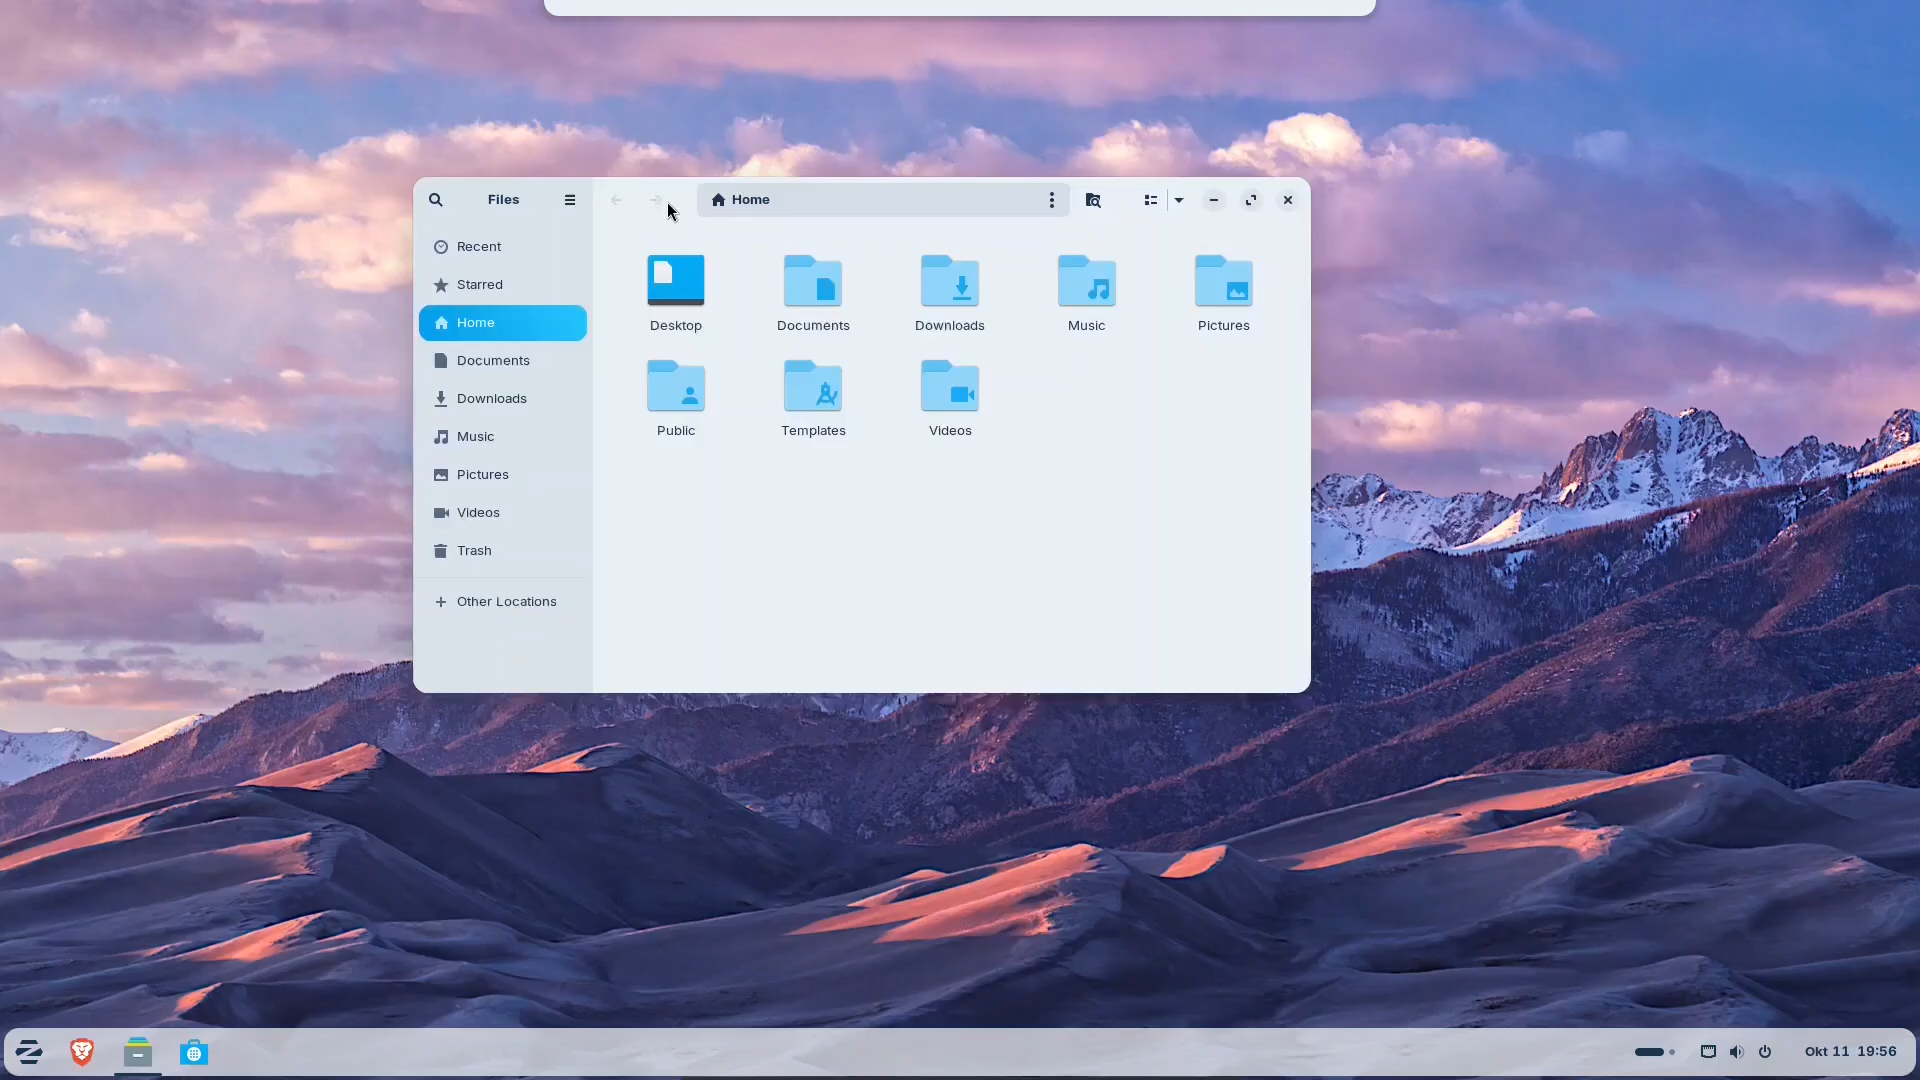 Files
Home
Recent
Starred
Home
Documents
Downloads
Music
Pictures
Videos
Trash
Other Locations
Desktop
Documents
Downloads
Music
Pictures
Public
Templates
Videos
Okt 11 19:56